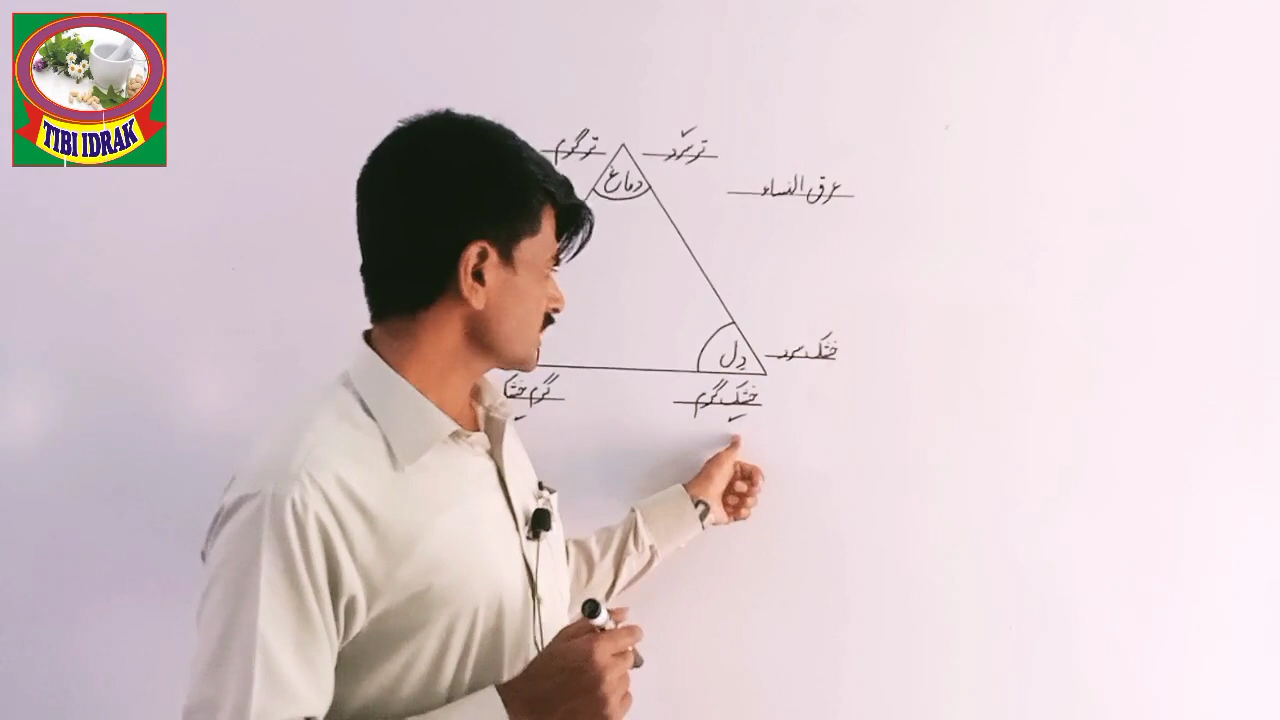 TIBI IDRAK
تر گرم
تر سرد
دماغ
عرق النساء
دل
خشک سرد
گرم خشک
خشک گرم